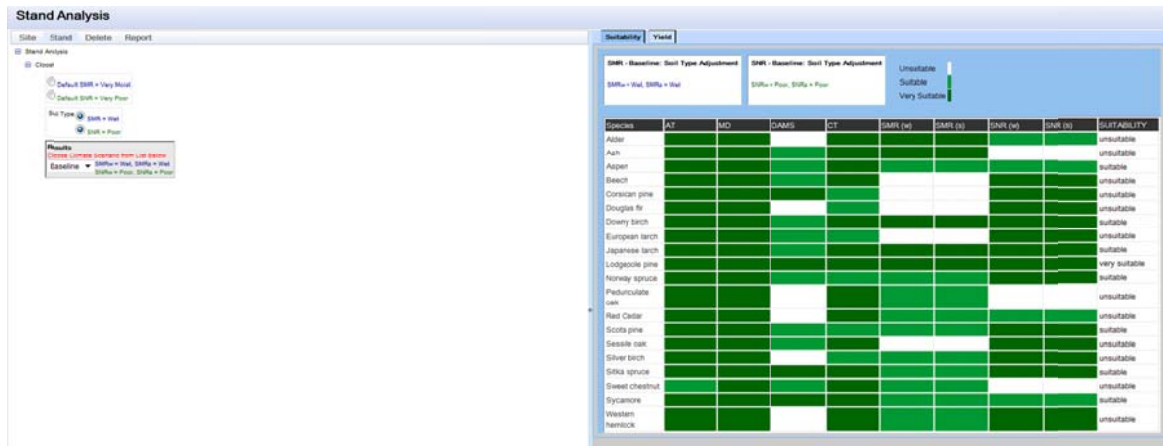 Stand Analysis
Site Stand Delete Report
Stand Analysis
Default SMR = Very Moist
Default SNR = Very Poor
SMR = Wet
SNR = Poor
Results
Choose Climate Scenario from List Below
Baseline
SMRw = Wet, SMRs = Wet
SNRw = Poor, SNRs = Poor
Suitability Yield
SMR - Baseline: Soil Type Adjustment
SMRw = Wet, SMRs = Wet
SNR - Baseline: Soil Type Adjustment
SNRw = Poor, SNRs = Poor
Unsuitable
Suitable
Very Suitable
Species AT MD DAMS CT SMR (w) SMR (s) SNR (w) SNR (s) SUITABILITY
Alder unsuitable
Ash unsuitable
Aspen suitable
Beech unsuitable
Corsican pine unsuitable
Douglas fir unsuitable
Downy birch suitable
European larch unsuitable
Japanese larch suitable
Lodgepole pine very suitable
Norway spruce suitable
Pedunculate
oak unsuitable
Red Cedar unsuitable
Scots pine suitable
Sessile oak unsuitable
Silver birch unsuitable
Sitka spruce suitable
Sweet chestnut unsuitable
Sycamore suitable
Western
hemlock unsuitable